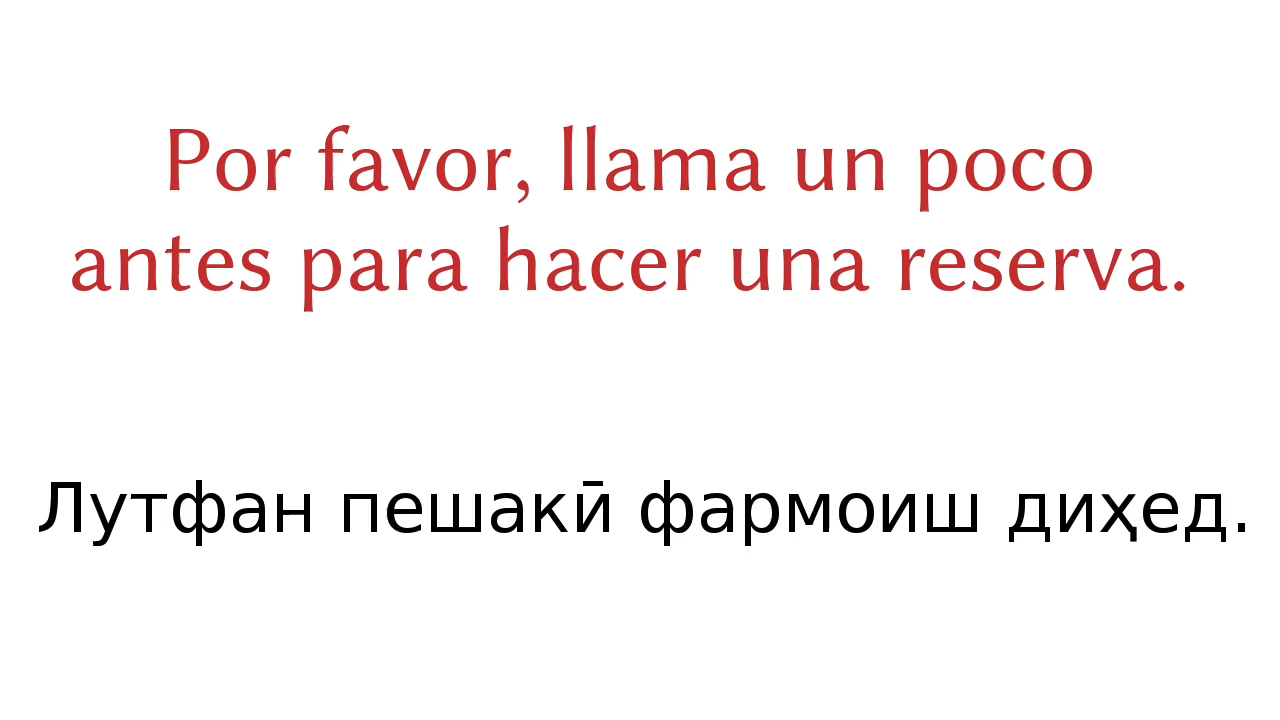 Por favor, llama un poco
antes para hacer una reserva.
Лутфан пешакӣ фармоиш диҳед.